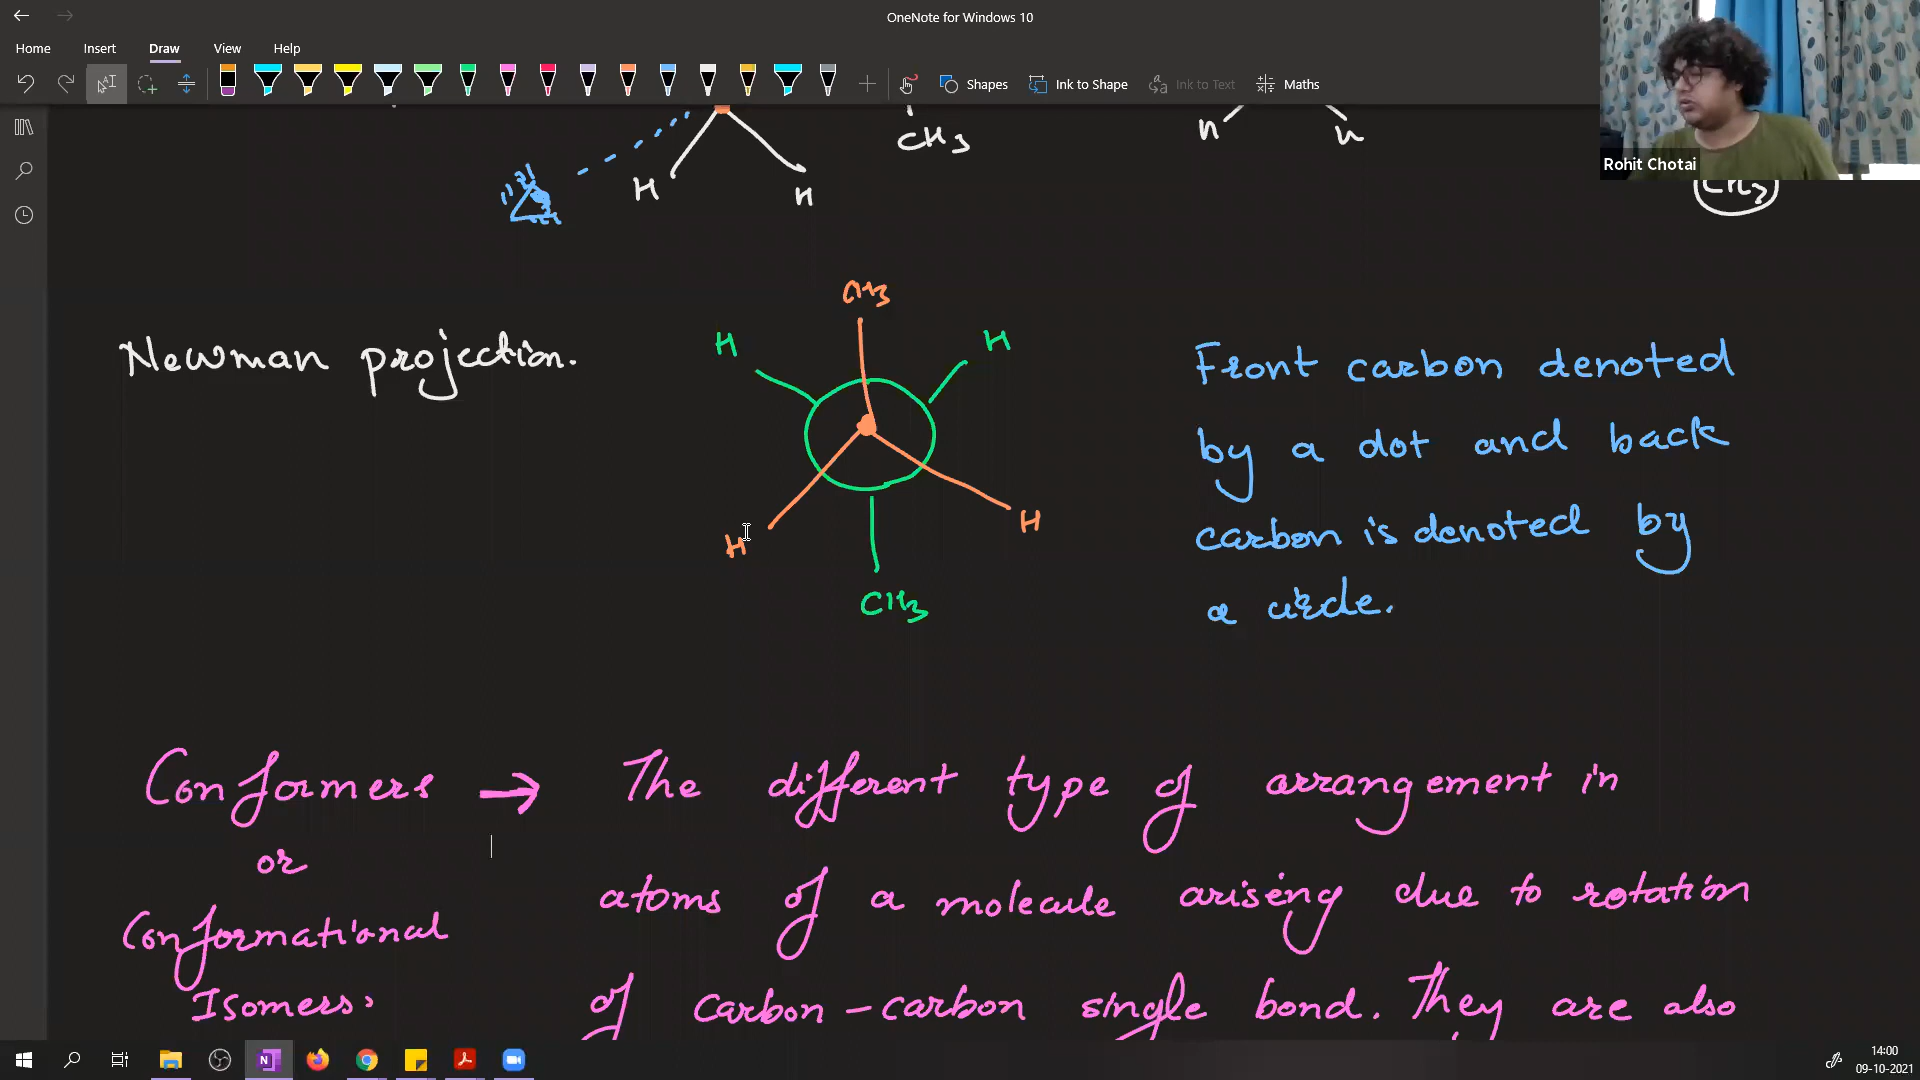 OneNote for Windows 10
Home Insert Draw View Help
Shapes Ink to Shape Ink to Text Maths
Rohit Chotai
CH3
H
H
n
n
CH3
CH3
H
H
Newman projection.
H
H
CH3
Front carbon denoted
by a dot and back
carbon is denoted by
a circle.
Conformers → The different type of arrangement in
or
atoms of a molecule arising due to rotation
Conformational
Isomers:
of carbon-carbon single bond. They are also
14:00
09-10-2021